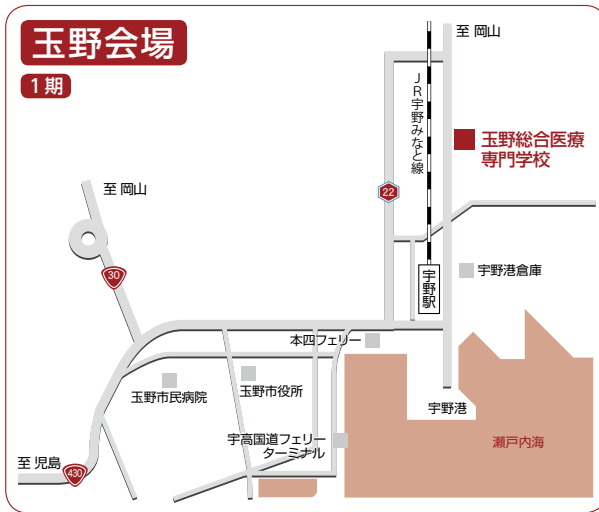 玉野会場
1期
至 岡山
JR宇野みなと線
玉野総合医療
専門学校
22
至 岡山
30
宇野駅
宇野港倉庫
本四フェリー
玉野市民病院
玉野市役所
宇野港
宇高国道フェリー
ターミナル
瀬戸内海
至 児島
430